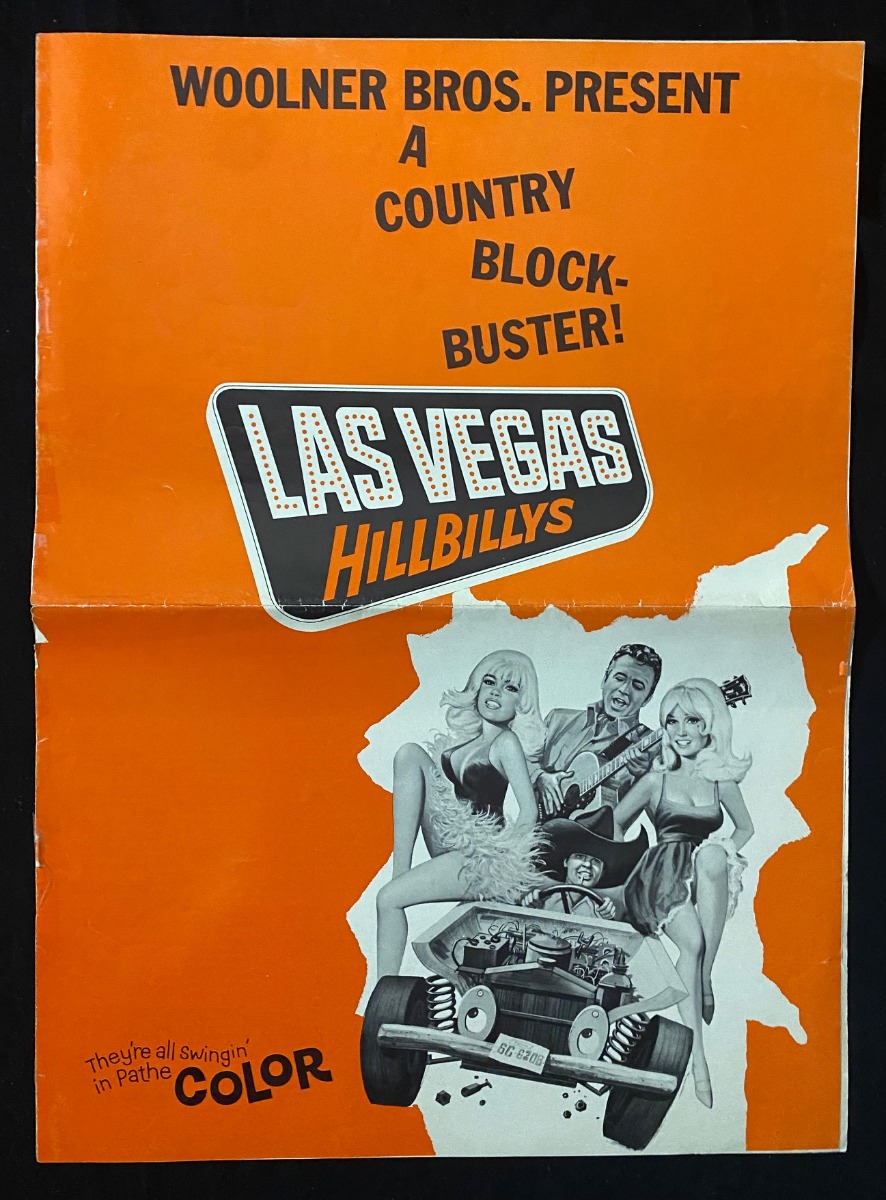 WOOLNER BROS. PRESENT
A
COUNTRY
BLOCK-
BUSTER!
LAS VEGAS
HILLBILLYS
They're all swingin'
in Pathe COLOR